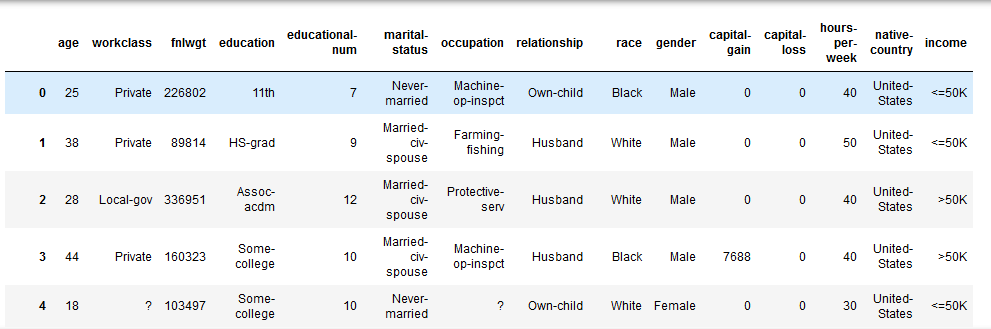 age workclass fnlwgt education educational-num marital-status occupation relationship race gender capital-gain capital-loss hours-per-week native-country income
0 25 Private 226802 11th 7 Never-married Machine-op-inspct Own-child Black Male 0 0 40 United-States <=50K
1 38 Private 89814 HS-grad 9 Married-civ-spouse Farming-fishing Husband White Male 0 0 50 United-States <=50K
2 28 Local-gov 336951 Assoc-acdm 12 Married-civ-spouse Protective-serv Husband White Male 0 0 40 United-States >50K
3 44 Private 160323 Some-college 10 Married-civ-spouse Machine-op-inspct Husband Black Male 7688 0 40 United-States >50K
4 18 ? 103497 Some-college 10 Never-married ? Own-child White Female 0 0 30 United-States <=50K